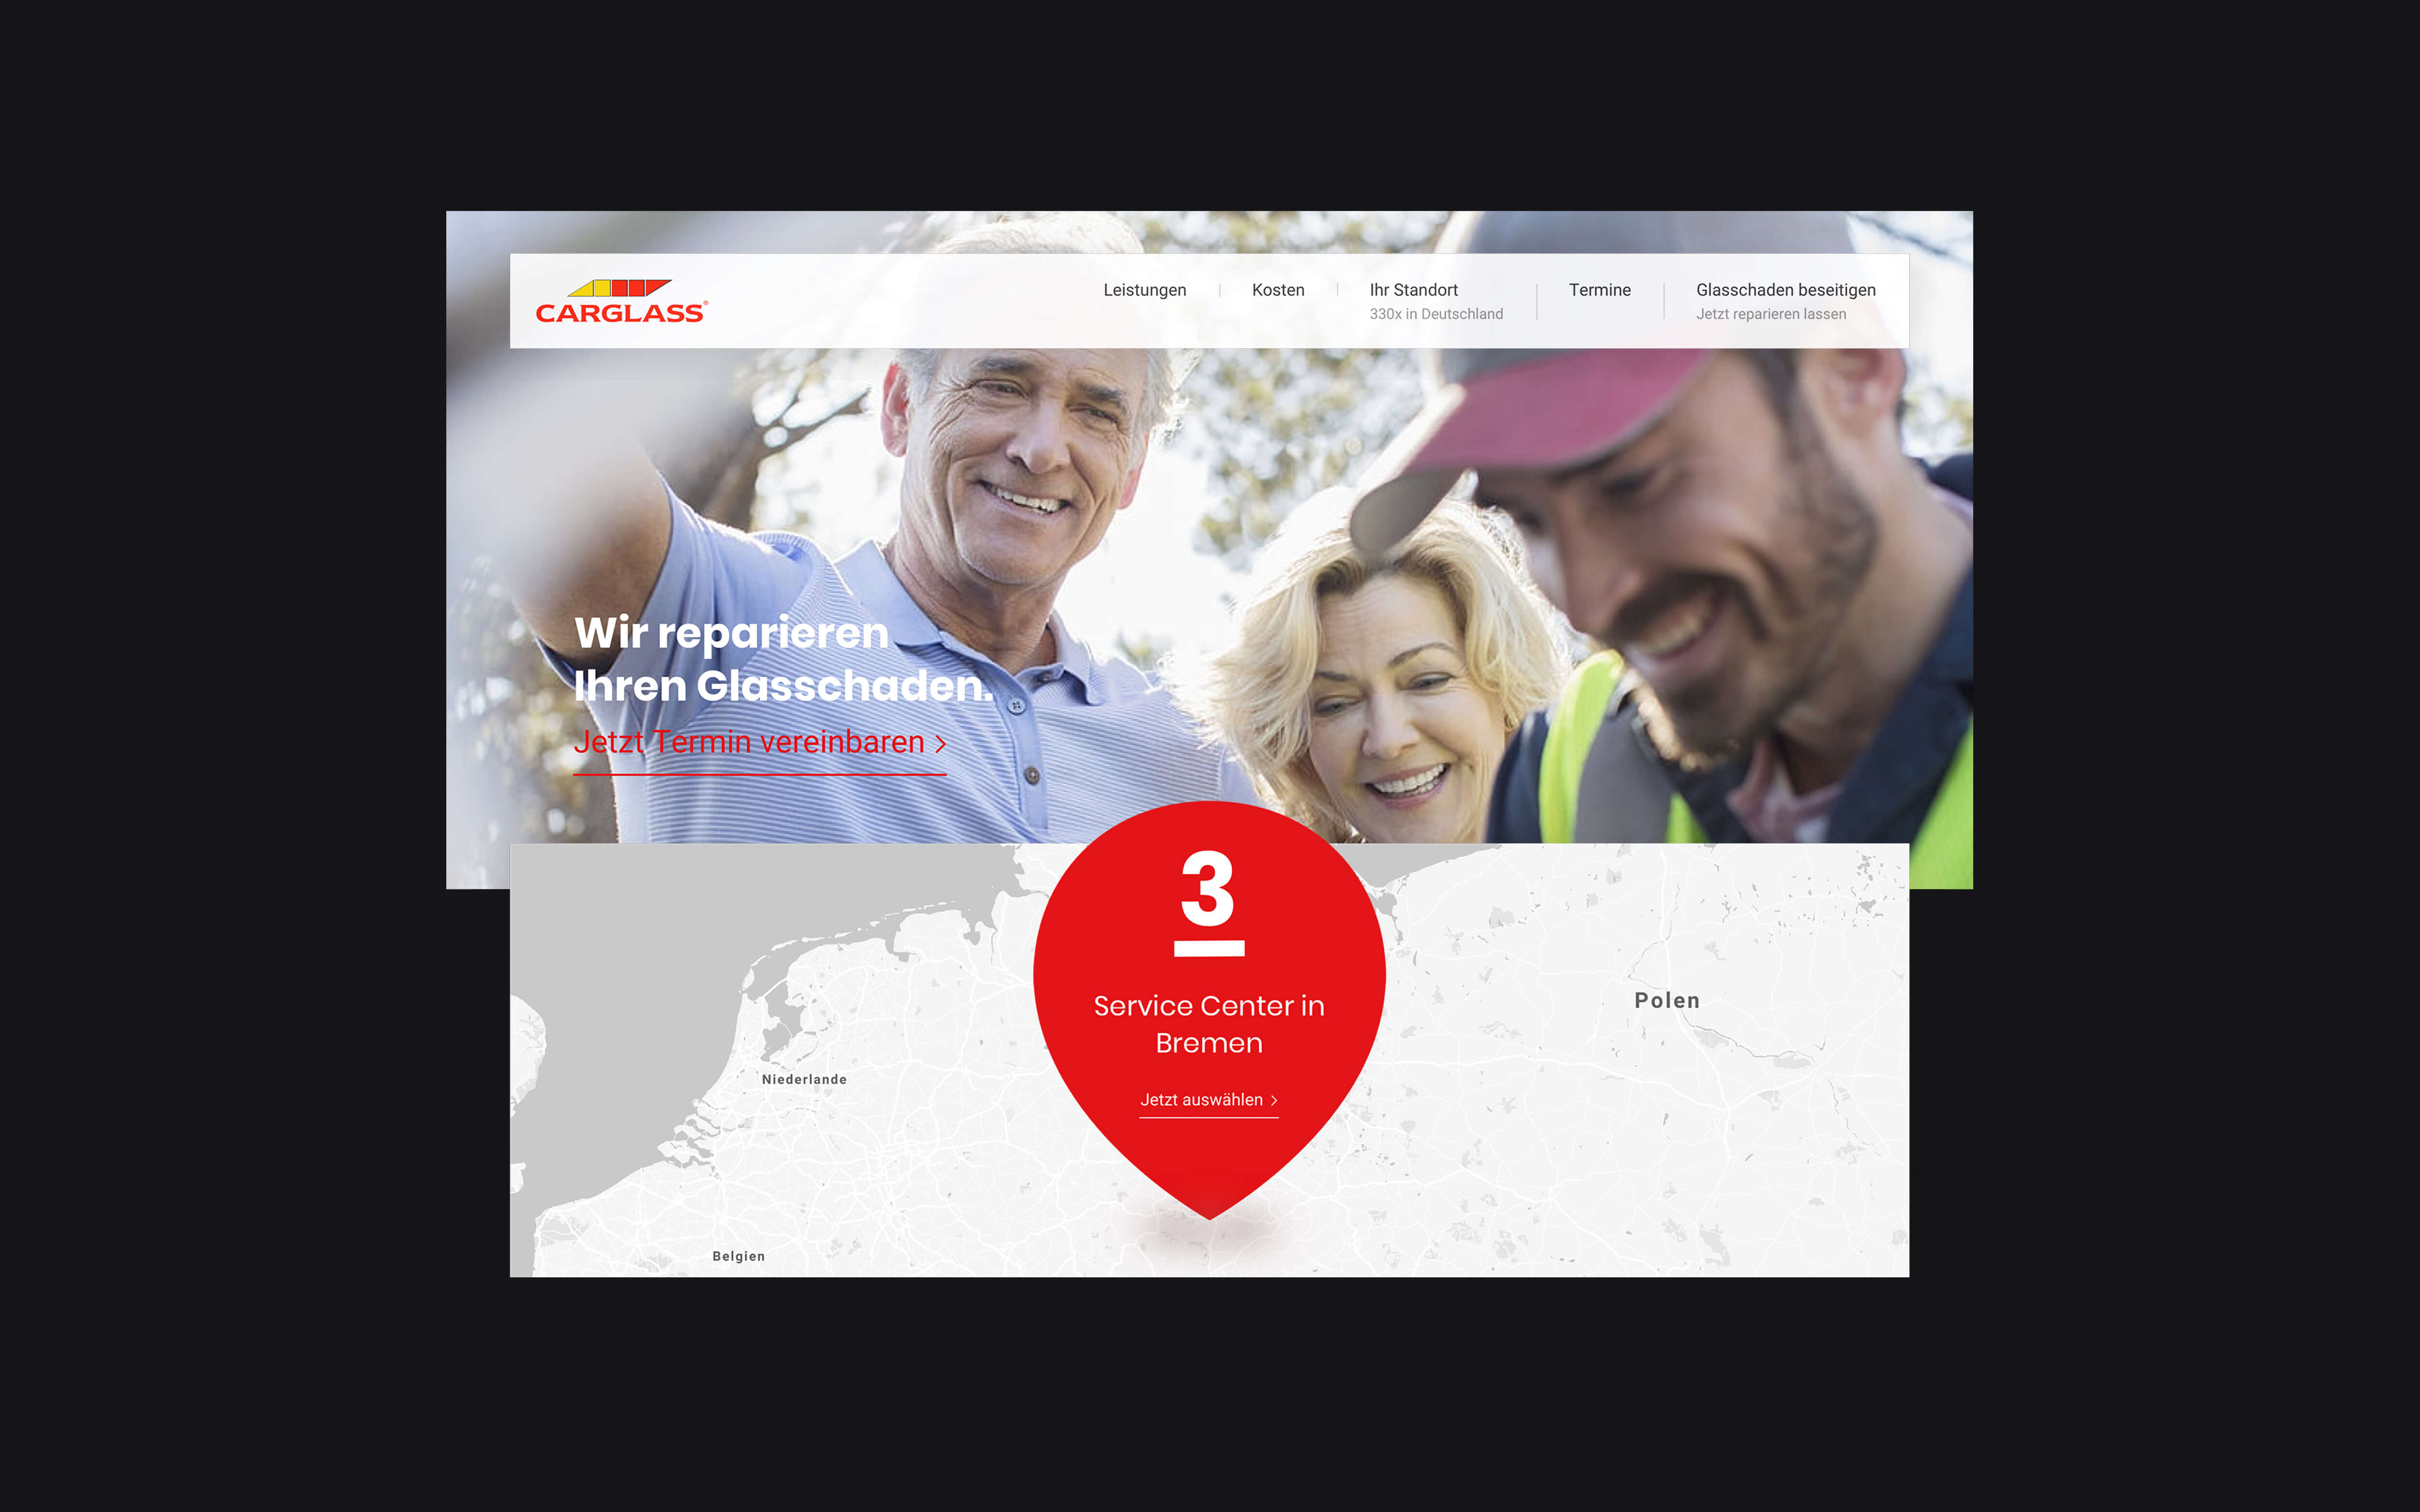 CARGLASS®
Leistungen
Kosten
Ihr Standort
330x in Deutschland
Termine
Glasschaden beseitigen
Jetzt reparieren lassen
Wir reparieren
Ihren Glasschaden.
Jetzt Termin vereinbaren >
3
Service Center in
Bremen
Jetzt auswählen >
Polen
Niederlande
Belgien